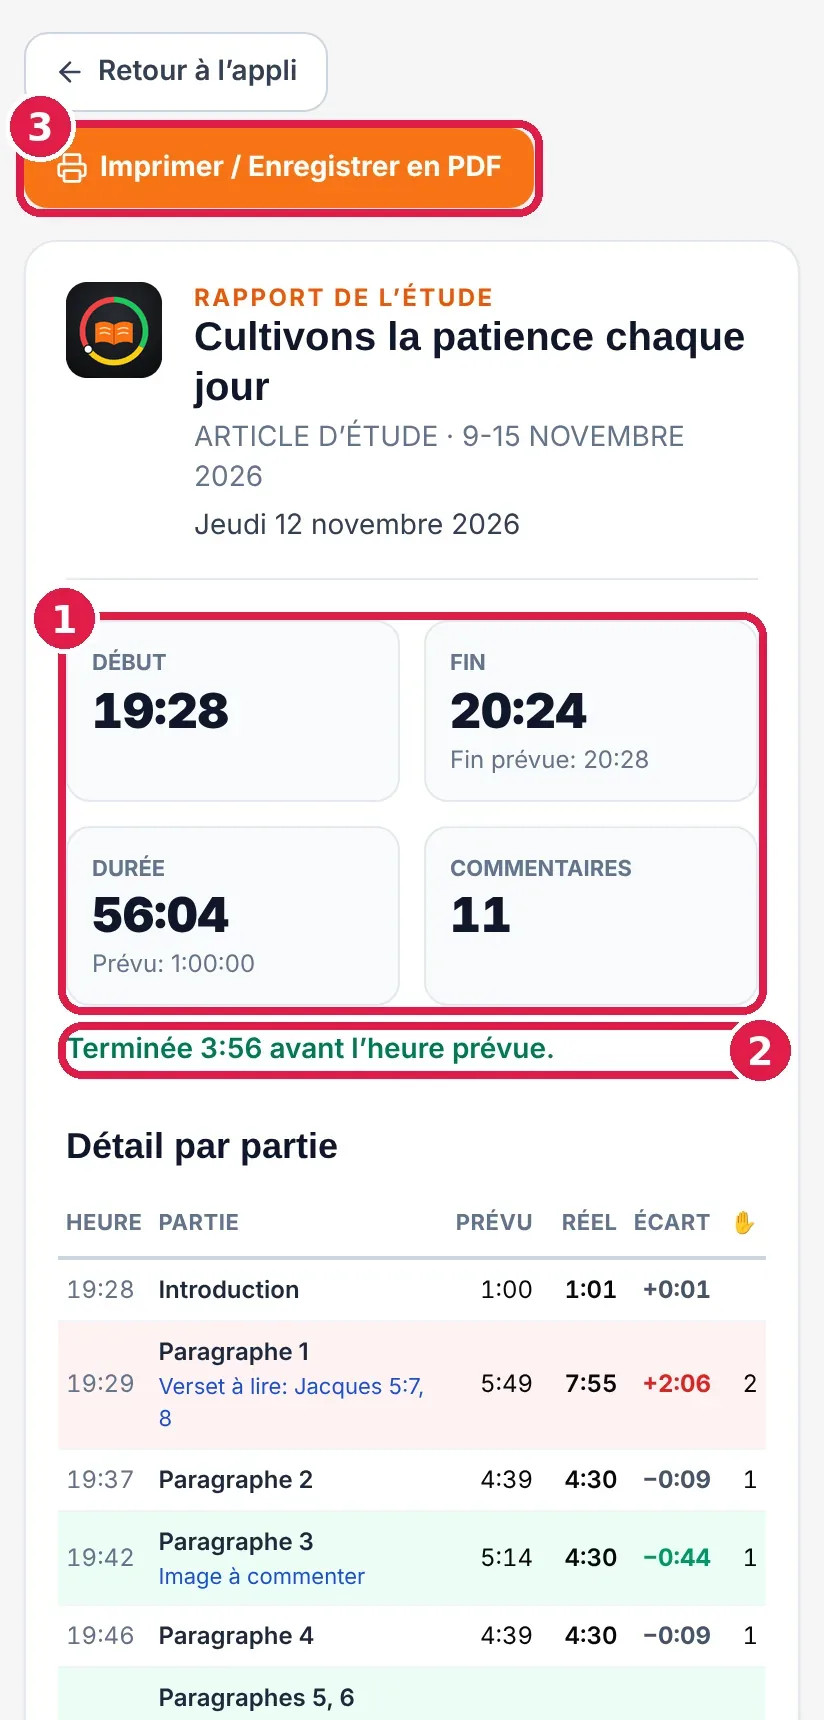 ← Retour à l’appli
3
Imprimer / Enregistrer en PDF
RAPPORT DE L’ÉTUDE
Cultivons la patience chaque
jour
ARTICLE D’ÉTUDE · 9-15 NOVEMBRE
2026
Jeudi 12 novembre 2026
1
DÉBUT
19:28
FIN
20:24
Fin prévue: 20:28
DURÉE
56:04
Prévu: 1:00:00
COMMENTAIRES
11
Terminée 3:56 avant l’heure prévue.
2
Détail par partie
HEURE PARTIE PRÉVU RÉEL ÉCART ✋
19:28 Introduction 1:00 1:01 +0:01
Paragraphe 1
19:29 Verset à lire: Jacques 5:7, 5:49 7:55 +2:06 2
8
19:37 Paragraphe 2 4:39 4:30 −0:09 1
Paragraphe 3
19:42 5:14 4:30 −0:44 1
Image à commenter
19:46 Paragraphe 4 4:39 4:30 −0:09 1
Paragraphes 5, 6